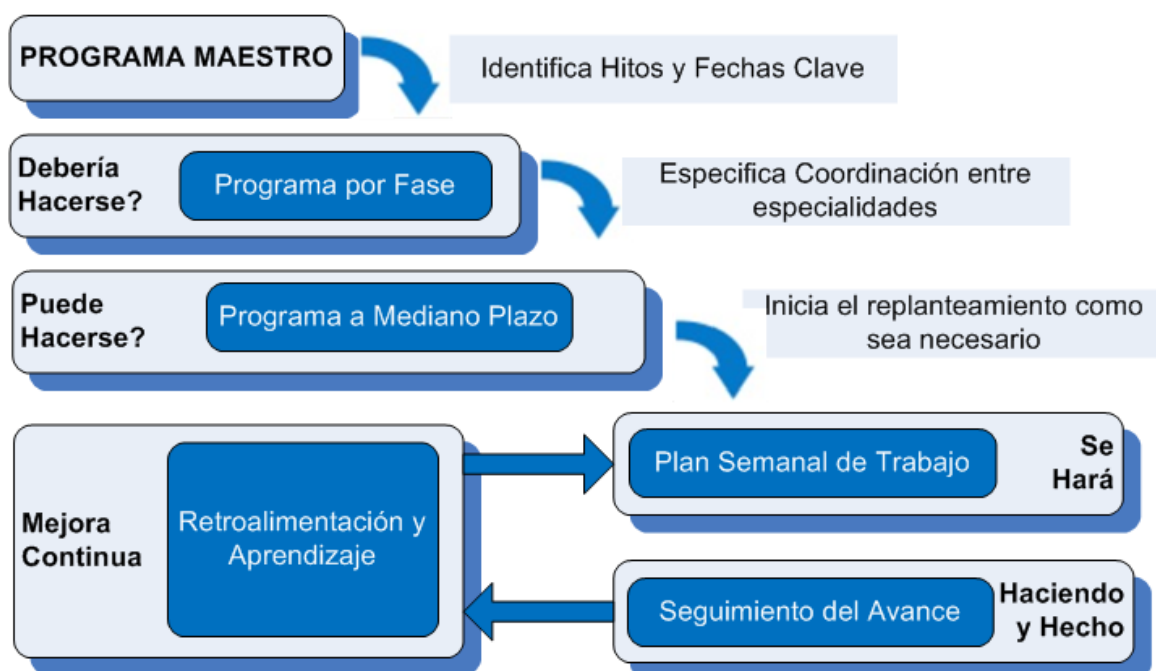 PROGRAMA MAESTRO
Identifica Hitos y Fechas Clave
Debería
Hacerse?
Programa por Fase
Especifica Coordinación entre
especialidades
Puede
Hacerse?
Programa a Mediano Plazo
Inicia el replanteamiento como
sea necesario
Mejora
Continua
Retroalimentación y
Aprendizaje
Plan Semanal de Trabajo
Se
Hará
Seguimiento del Avance
Haciendo
y Hecho